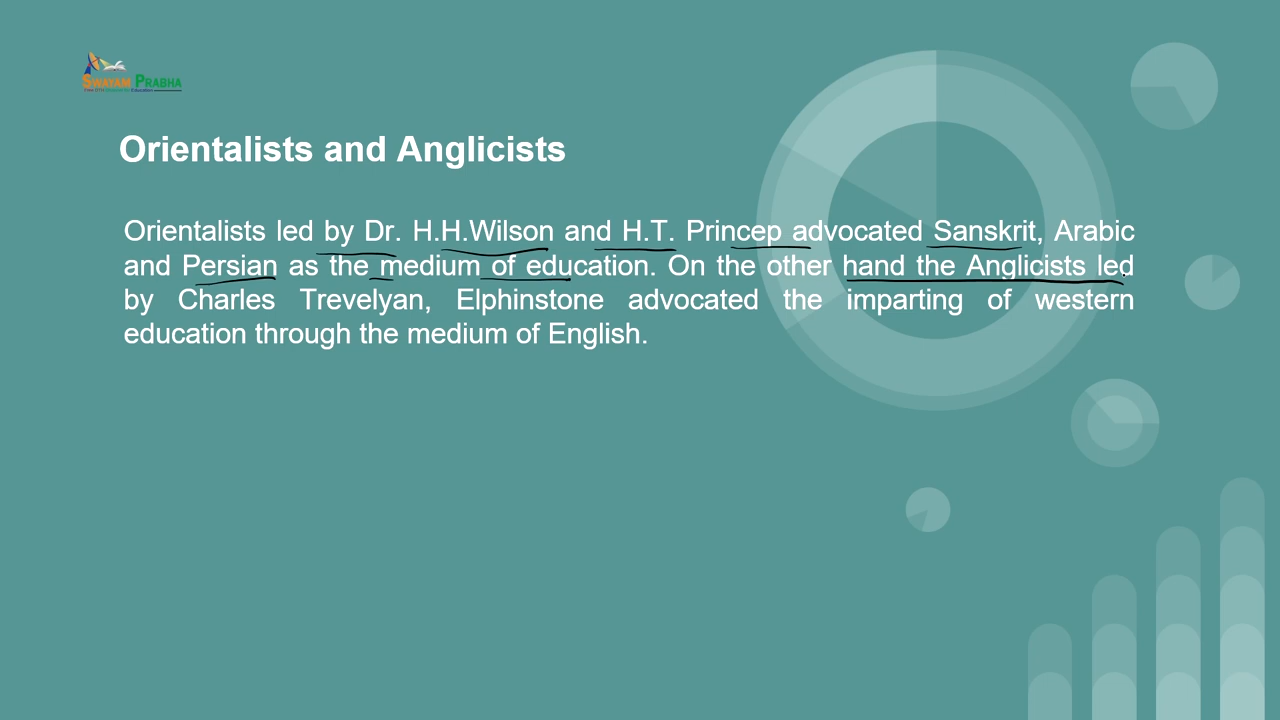 SWAYAM PRABHA
Orientalists and Anglicists
Orientalists led by Dr. H.H.Wilson and H.T. Princep advocated Sanskrit, Arabic
and Persian as the medium of education. On the other hand the Anglicists led
by Charles Trevelyan, Elphinstone advocated the imparting of western
education through the medium of English.